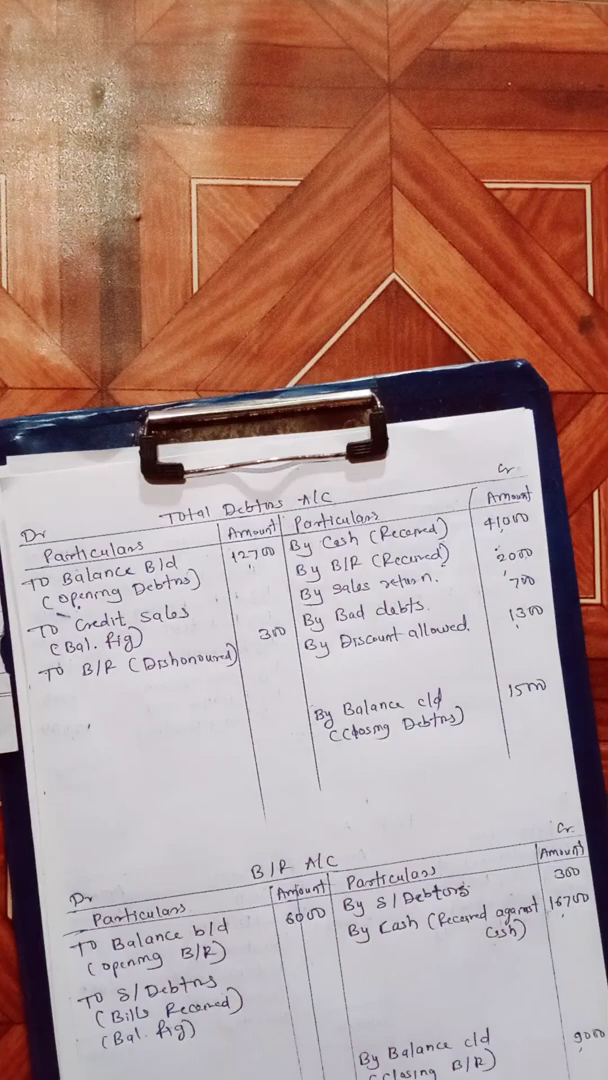 Total Debtors A/C
Dr
Cr
Particulars
Amount
Particulars
Amount
TO Balance B/d
(opening Debtors)
12700
TO Credit Sales
(Bal. fig)
TO B/R (Dishonoured)
300
By Cash (Received)
41000
By B/R (Received)
By Sales return.
2000
By Bad debts.
700
By Discount allowed.
1300
By Balance c/d
(Closing Debtors)
15000
B/R A/C
Dr
Cr.
Particulars
Amount
Particulars
Amount
TO Balance b/d
(opening B/R)
6000
TO S/Debtors
(Bills Received)
(Bal. fig)
By S/Debtors
300
By Cash (Received against
Cash)
16700
By Balance c/d
(Closing B/R)
9000